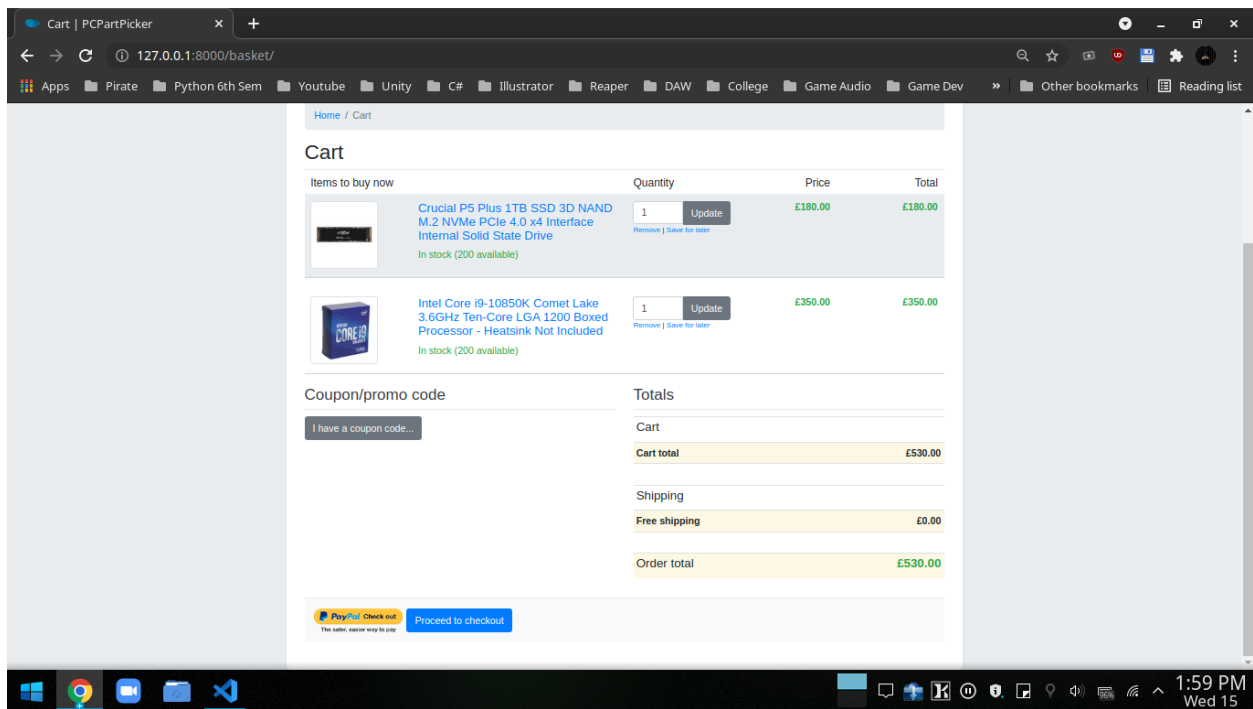 Cart | PCPartPicker
127.0.0.1:8000/basket/
Apps Pirate Python 6th Sem Youtube Unity C# Illustrator Reaper DAW College Game Audio Game Dev » Other bookmarks Reading list
Home / Cart
Cart
Items to buy now Quantity Price Total
Crucial P5 Plus 1TB SSD 3D NAND
M.2 NVMe PCIe 4.0 x4 Interface
Internal Solid State Drive
In stock (200 available)
1 Update
Remove | Save for later
£180.00 £180.00
CORE i9
Intel Core i9-10850K Comet Lake
3.6GHz Ten-Core LGA 1200 Boxed
Processor - Heatsink Not Included
In stock (200 available)
1 Update
Remove | Save for later
£350.00 £350.00
Coupon/promo code
I have a coupon code...
Totals
Cart
Cart total £530.00
Shipping
Free shipping £0.00
Order total £530.00
PayPal Check out
The safer, easier way to pay
Proceed to checkout
96%
1:59 PM
Wed 15